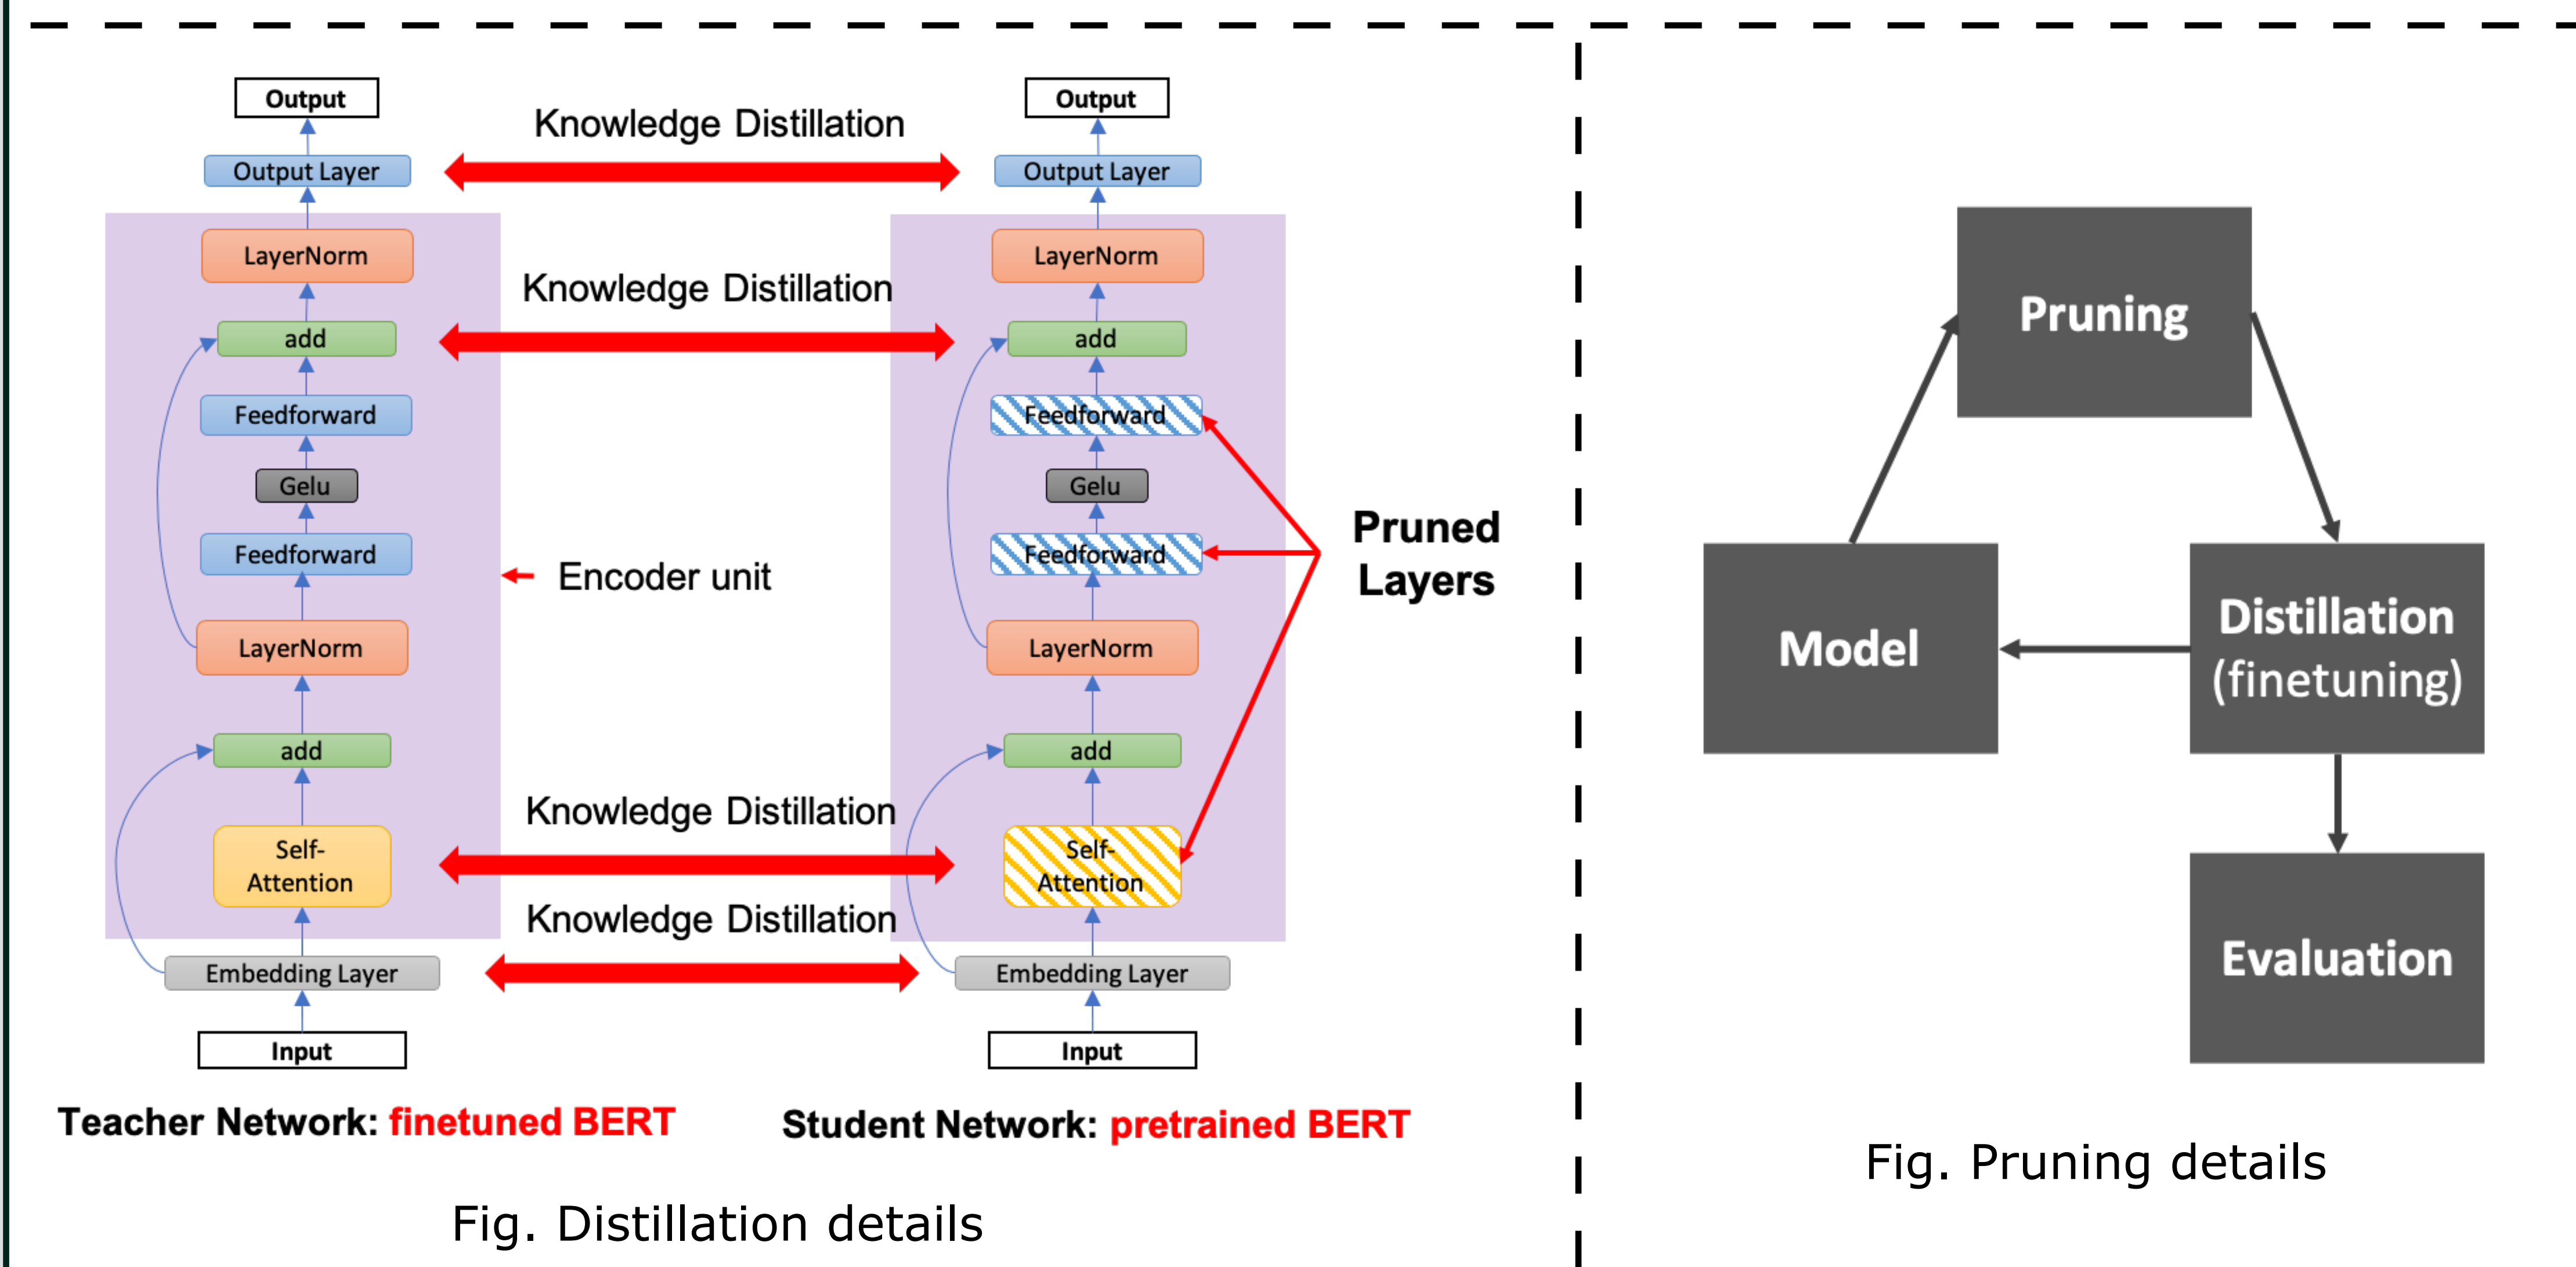 Output
Output Layer
LayerNorm
add
Feedforward
Gelu
Feedforward
LayerNorm
add
Self-
Attention
Embedding Layer
Input
Teacher Network: finetuned BERT
Knowledge Distillation
Knowledge Distillation
Encoder unit
Knowledge Distillation
Knowledge Distillation
Output
Output Layer
LayerNorm
add
Feedforward
Gelu
Feedforward
LayerNorm
add
Self-
Attention
Embedding Layer
Input
Student Network: pretrained BERT
Pruned
Layers
Fig. Distillation details
Pruning
Model
Distillation
(finetuning)
Evaluation
Fig. Pruning details